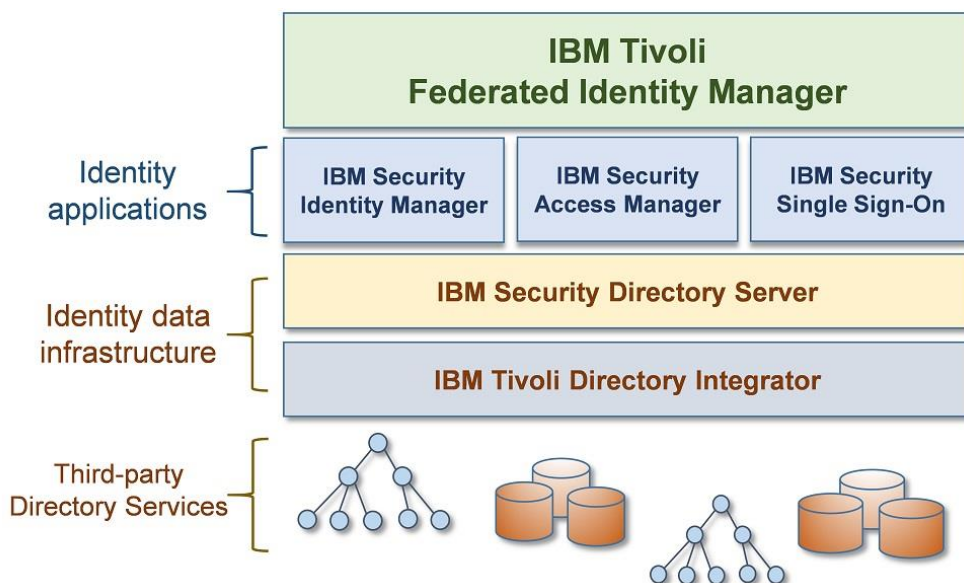 IBM Tivoli
Federated Identity Manager
Identity
applications
IBM Security
Identity Manager
IBM Security
Access Manager
IBM Security
Single Sign-On
Identity data
infrastructure
IBM Security Directory Server
IBM Tivoli Directory Integrator
Third-party
Directory Services